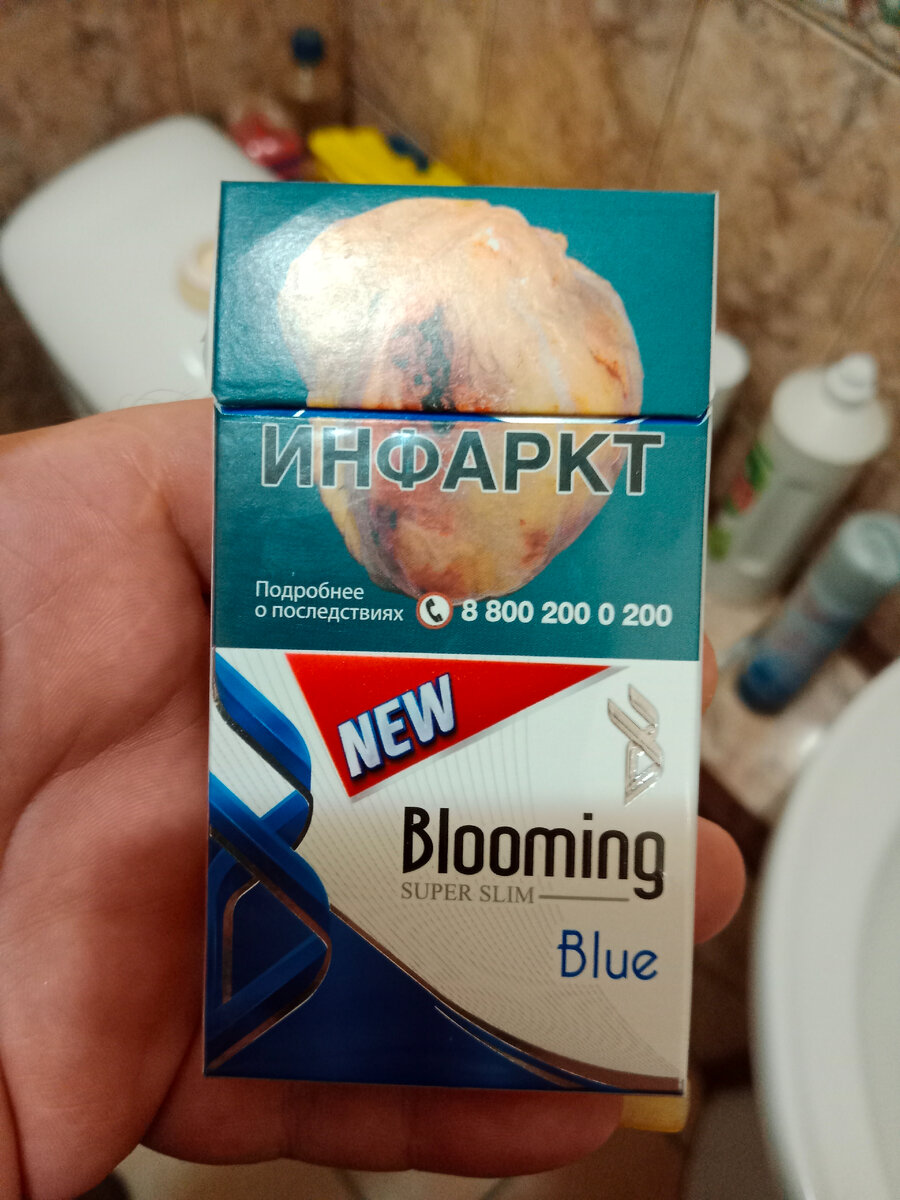 ИНФАРКТ
Подробнее
о последствиях 8 800 200 0 200
NEW
Blooming
SUPER SLIM
Blue